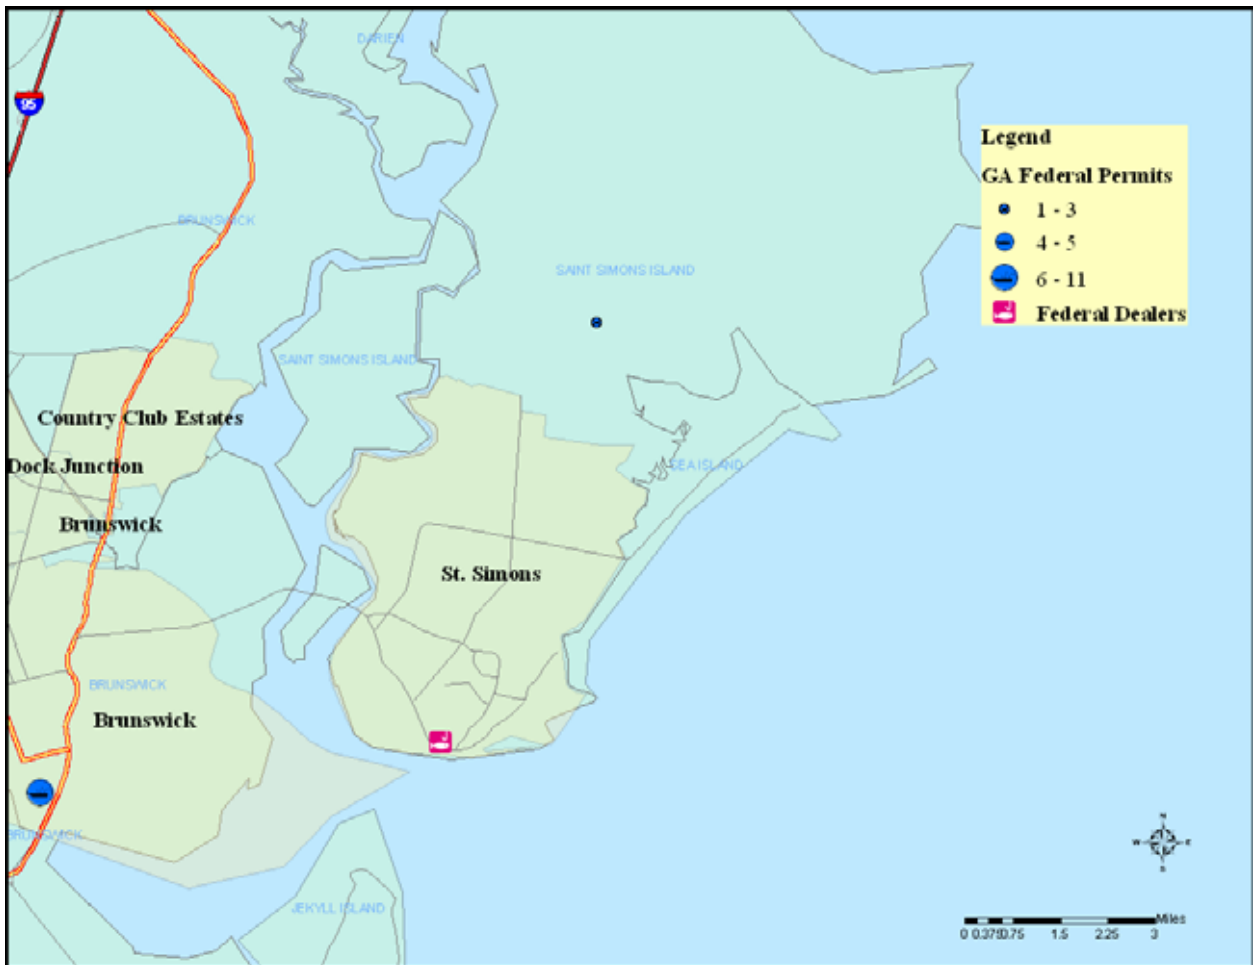 DARIEN
95
Legend
GA Federal Permits
1 - 3
4 - 5
6 - 11
Federal Dealers
BRUNSWICK
SAINT SIMONS ISLAND
SAINT SIMONS ISLAND
Country Club Estates
Dock Junction
SEA ISLAND
Brunswick
St. Simons
BRUNSWICK
Brunswick
BRUNSWICK
N
W E
S
JEKYLL ISLAND
Miles
0 0.375 0.75 1.5 2.25 3